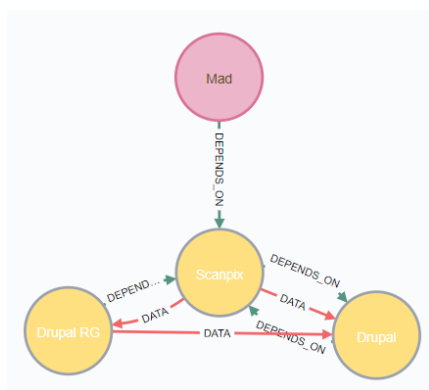 Mad
DEPENDS_ON
Scanpix
DEPENDS_ON
DEPEND...
DATA
DATA
Drupal RG
DATA
DEPENDS_ON
Drupal